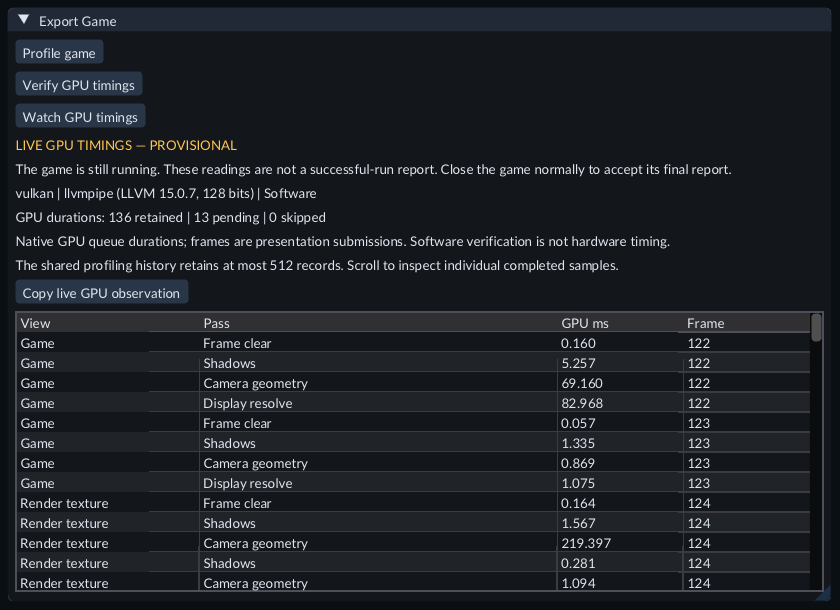 Export Game
Profile game
Verify GPU timings
Watch GPU timings
LIVE GPU TIMINGS — PROVISIONAL
The game is still running. These readings are not a successful-run report. Close the game normally to accept its final report.
vulkan | llvmpipe (LLVM 15.0.7, 128 bits) | Software
GPU durations: 136 retained | 13 pending | 0 skipped
Native GPU queue durations; frames are presentation submissions. Software verification is not hardware timing.
The shared profiling history retains at most 512 records. Scroll to inspect individual completed samples.
Copy live GPU observation
View Pass GPU ms Frame
Game Frame clear 0.160 122
Game Shadows 5.257 122
Game Camera geometry 69.160 122
Game Display resolve 82.968 122
Game Frame clear 0.057 123
Game Shadows 1.335 123
Game Camera geometry 0.869 123
Game Display resolve 1.075 123
Render texture Frame clear 0.164 124
Render texture Shadows 1.567 124
Render texture Camera geometry 219.397 124
Render texture Shadows 0.281 124
Render texture Camera geometry 1.094 124